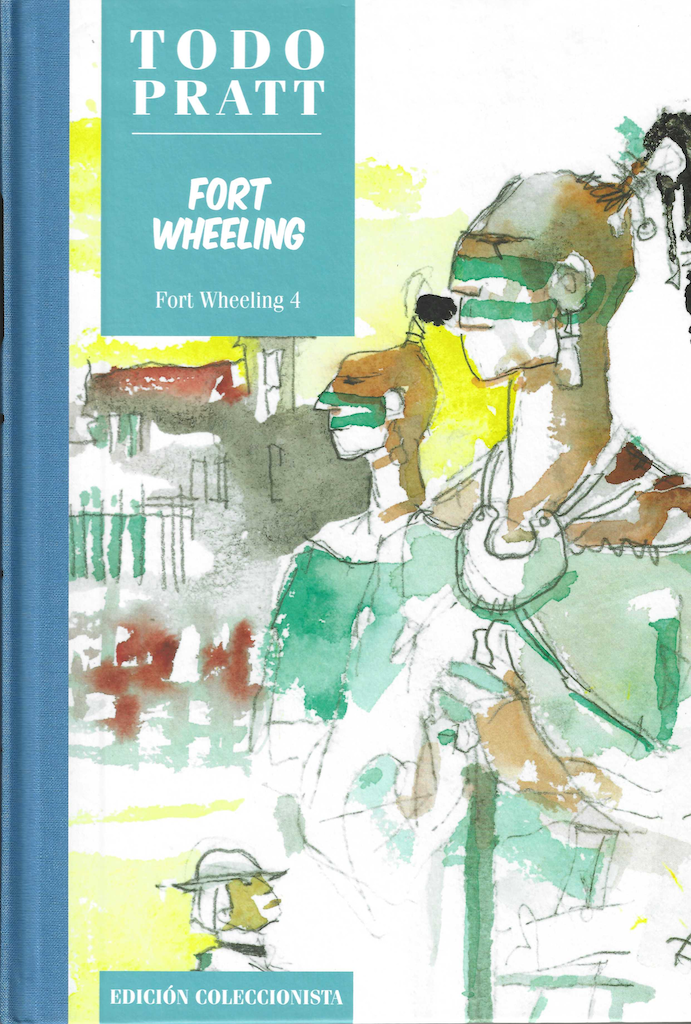 TODO
PRATT
FORT
WHEELING
Fort Wheeling 4
EDICIÓN COLECCIONISTA